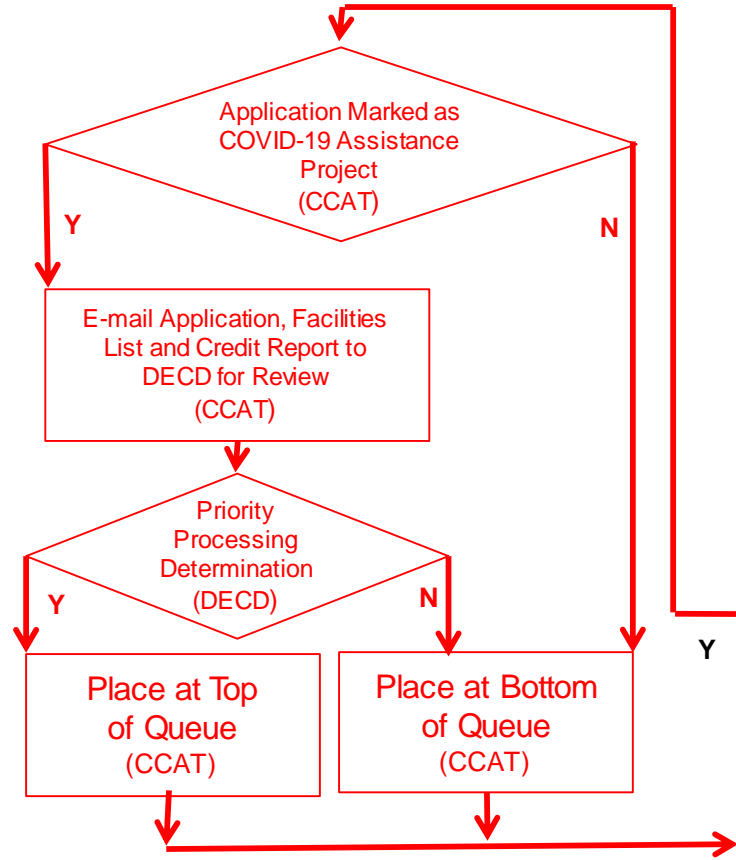 Application Marked as
COVID-19 Assistance
Project
(CCAT)
Y
N
E-mail Application, Facilities
List and Credit Report to
DECD for Review
(CCAT)
Priority
Processing
Determination
(DECD)
Y
N
Y
Place at Top
of Queue
(CCAT)
Place at Bottom
of Queue
(CCAT)